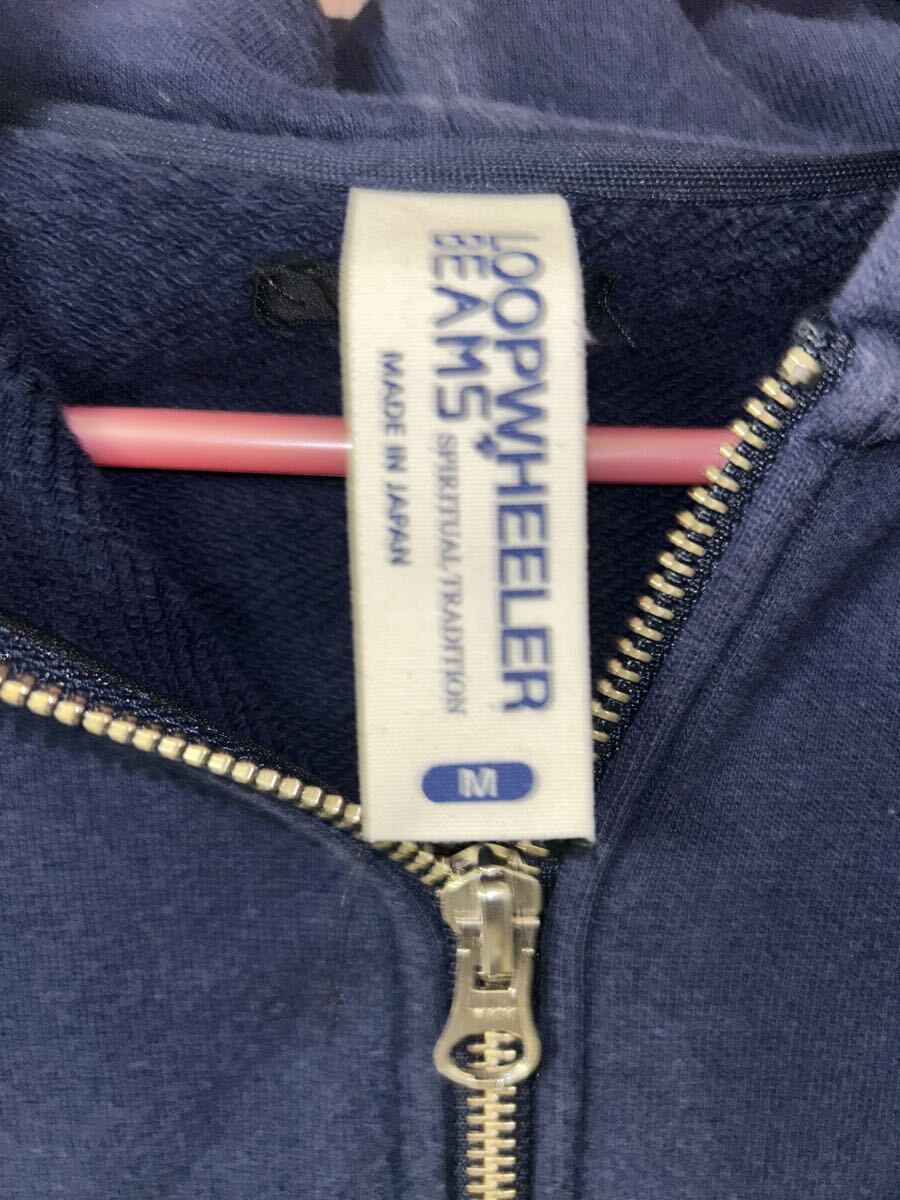 LOOPWHEELER
BEAMS
SPIRITUAL/TRADITION
MADE IN JAPAN
M